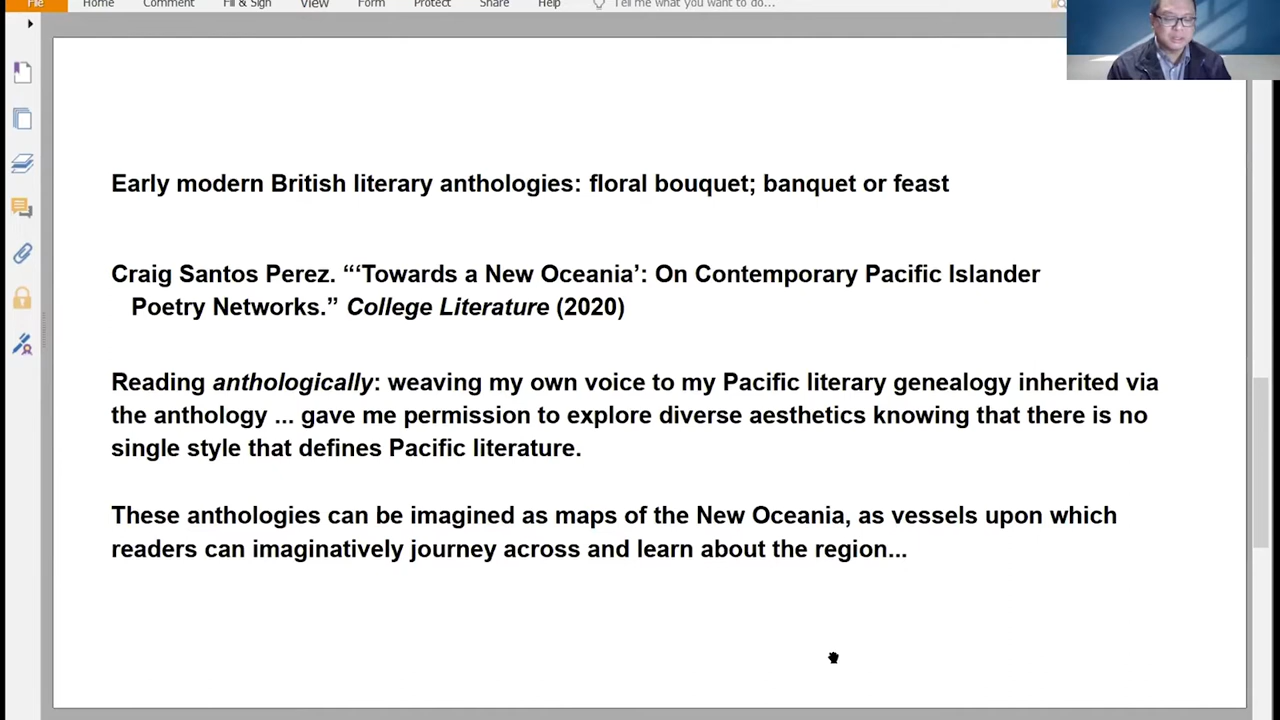 File Home Comment Fill & Sign View Form Protect Share Help Tell me what you want to do...
Early modern British literary anthologies: floral bouquet; banquet or feast
Craig Santos Perez. “‘Towards a New Oceania’: On Contemporary Pacific Islander
Poetry Networks.” College Literature (2020)
Reading anthologically: weaving my own voice to my Pacific literary genealogy inherited via
the anthology ... gave me permission to explore diverse aesthetics knowing that there is no
single style that defines Pacific literature.
These anthologies can be imagined as maps of the New Oceania, as vessels upon which
readers can imaginatively journey across and learn about the region...